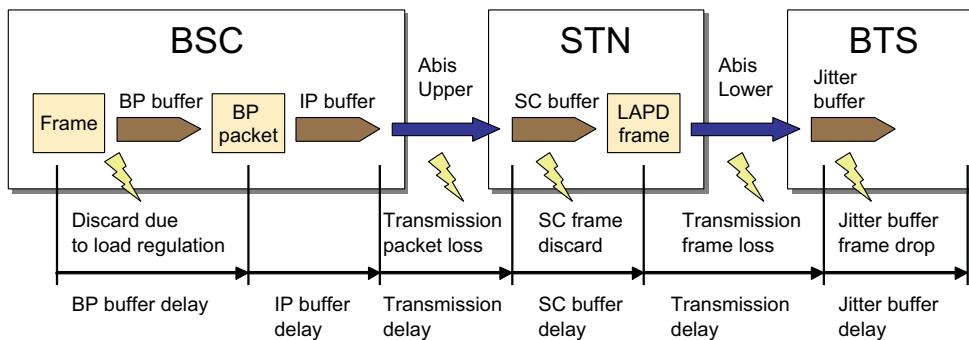 BSC
STN
BTS
Abis
Upper
Abis
Lower
Jitter
buffer
BP buffer
IP buffer
SC buffer
Frame
BP
packet
LAPD
frame
Discard due
to load regulation
Transmission
packet loss
SC frame
discard
Transmission
frame loss
Jitter buffer
frame drop
BP buffer delay
IP buffer
delay
Transmission
delay
SC buffer
delay
Transmission
delay
Jitter buffer
delay